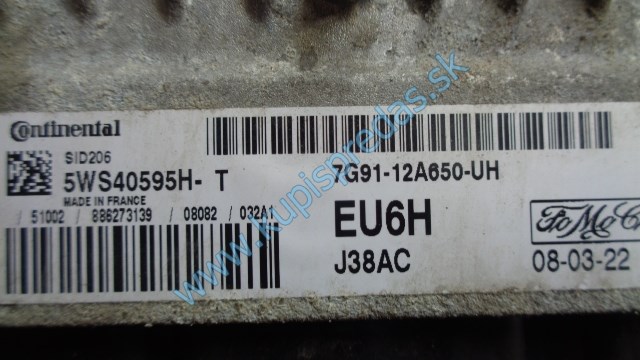 Continental
SID206
5WS40595H- T
MADE IN FRANCE
/ 51002 / 886273139 / 08082 / 032A1
7G91-12A650-UH
EU6H
J38AC
08-03-22
www.kupispredas.sk